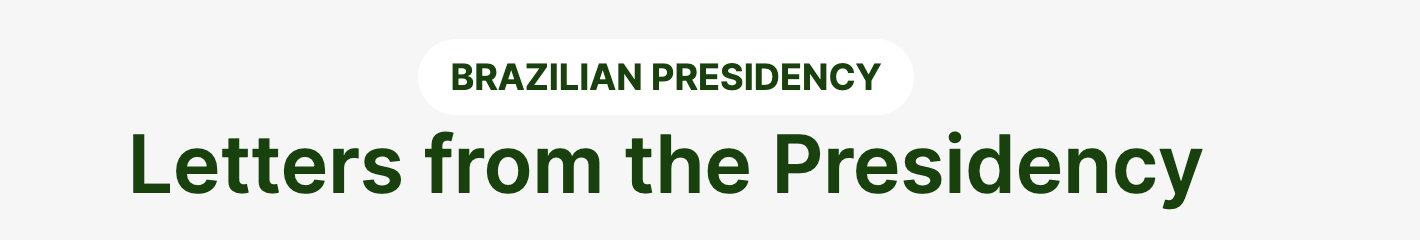 BRAZILIAN PRESIDENCY
Letters from the Presidency